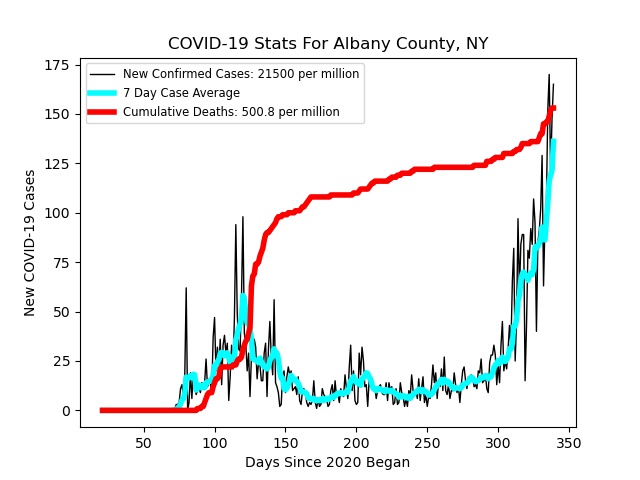 COVID-19 Stats For Albany County, NY
New Confirmed Cases: 21500 per million
7 Day Case Average
Cumulative Deaths: 500.8 per million
175
150
125
100
75
50
25
0
New COVID-19 Cases
50 100 150 200 250 300 350
Days Since 2020 Began